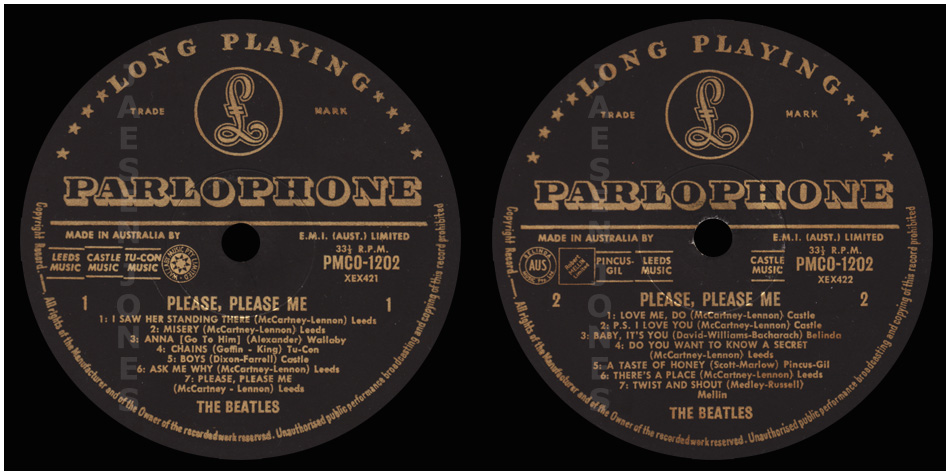 LONG PLAYING
TRADE MARK
PARLOPHONE
MADE IN AUSTRALIA BY E.M.I. (AUST.) LIMITED
33⅓ R.P.M.
LEEDS MUSIC CASTLE MUSIC TU-CON MUSIC
PMCO-1202
XEX421
1 PLEASE, PLEASE ME 1
1: I SAW HER STANDING THERE (McCartney-Lennon) Leeds
2: MISERY (McCartney-Lennon) Leeds
3: ANNA [Go To Him] (Alexander) Wallaby
4: CHAINS (Goffin - King) Tu-Con
5: BOYS (Dixon-Farrell) Castle
6: ASK ME WHY (McCartney-Lennon) Leeds
7: PLEASE, PLEASE ME
(McCartney - Lennon) Leeds
THE BEATLES
Copyright Record. All rights of the Manufacturer and of the Owner of the recorded work reserved. Unauthorised public performance broadcasting and copying of this record prohibited
LONG PLAYING
TRADE MARK
PARLOPHONE
MADE IN AUSTRALIA BY E.M.I. (AUST.) LIMITED
33⅓ R.P.M.
BELINDA AUS PINCUS-GIL LEEDS MUSIC CASTLE MUSIC
PMCO-1202
XEX422
2 PLEASE, PLEASE ME 2
1: LOVE ME, DO (McCartney-Lennon) Castle
2: P.S. I LOVE YOU (McCartney-Lennon) Castle
3: BABY, IT'S YOU (David-Williams-Bacharach) Belinda
4: DO YOU WANT TO KNOW A SECRET
(McCartney-Lennon) Leeds
5: A TASTE OF HONEY (Scott-Marlow) Pincus-Gil
6: THERE'S A PLACE (McCartney-Lennon) Leeds
7: TWIST AND SHOUT (Medley-Russell)
Mellin
THE BEATLES
Copyright Record. All rights of the Manufacturer and of the Owner of the recorded work reserved. Unauthorised public performance broadcasting and copying of this record prohibited
JAESEN JONES
JAESEN JONES